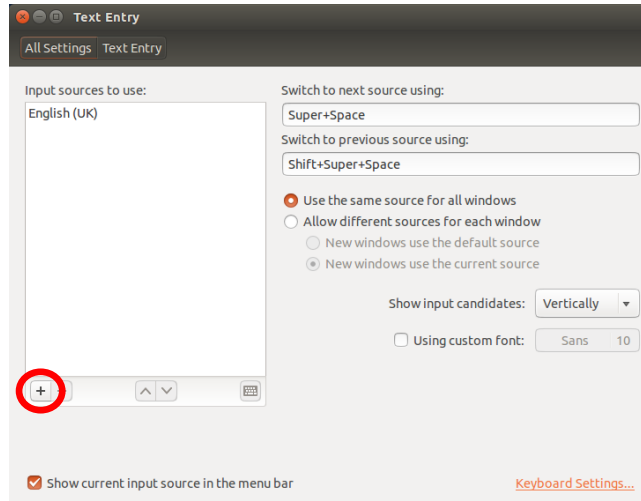 Text Entry
All Settings Text Entry
Input sources to use:
English (UK)
Switch to next source using:
Super+Space
Switch to previous source using:
Shift+Super+Space
Use the same source for all windows
Allow different sources for each window
New windows use the default source
New windows use the current source
Show input candidates: Vertically
Using custom font: Sans 10
Show current input source in the menu bar
Keyboard Settings...